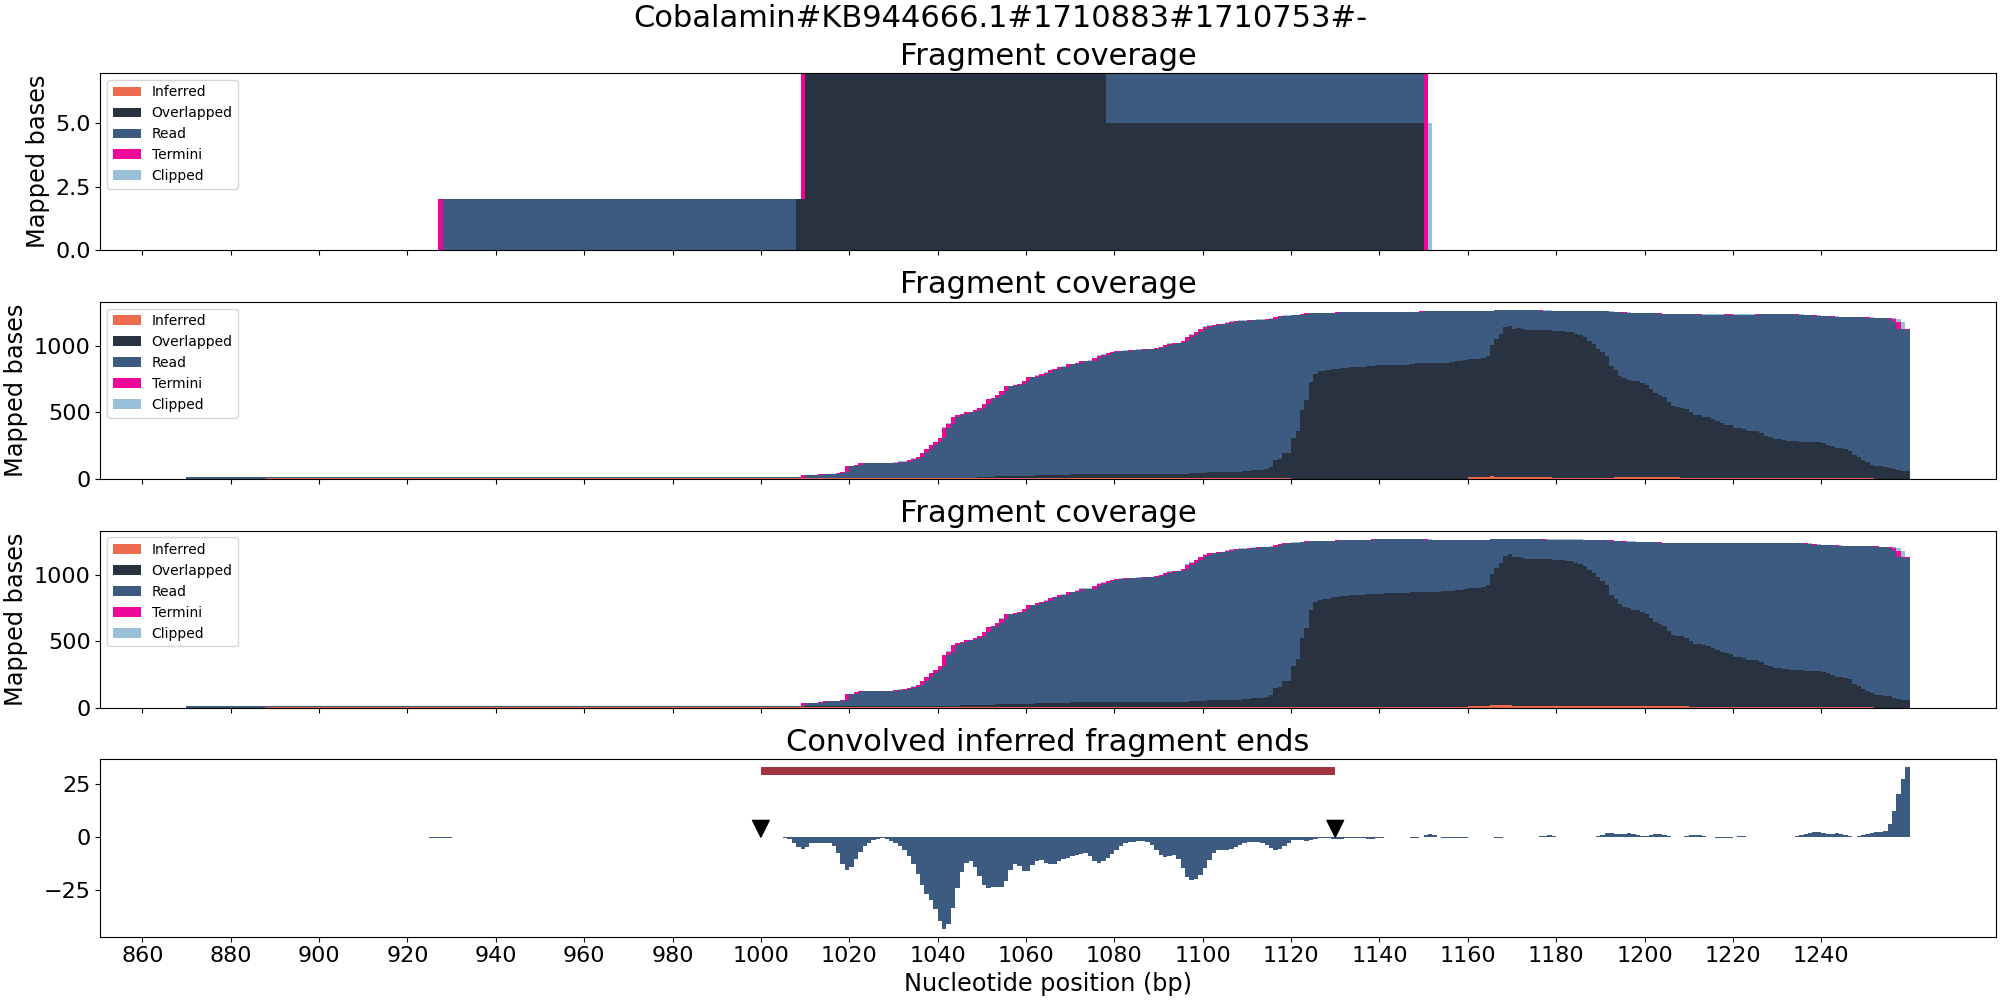 Cobalamin#KB944666.1#1710883#1710753#-
Fragment coverage
Mapped bases
5.0
2.5
0.0
Inferred
Overlapped
Read
Termini
Clipped
Fragment coverage
Mapped bases
1000
500
0
Inferred
Overlapped
Read
Termini
Clipped
Fragment coverage
Mapped bases
1000
500
0
Inferred
Overlapped
Read
Termini
Clipped
Convolved inferred fragment ends
25
0
−25
860 880 900 920 940 960 980 1000 1020 1040 1060 1080 1100 1120 1140 1160 1180 1200 1220 1240
Nucleotide position (bp)